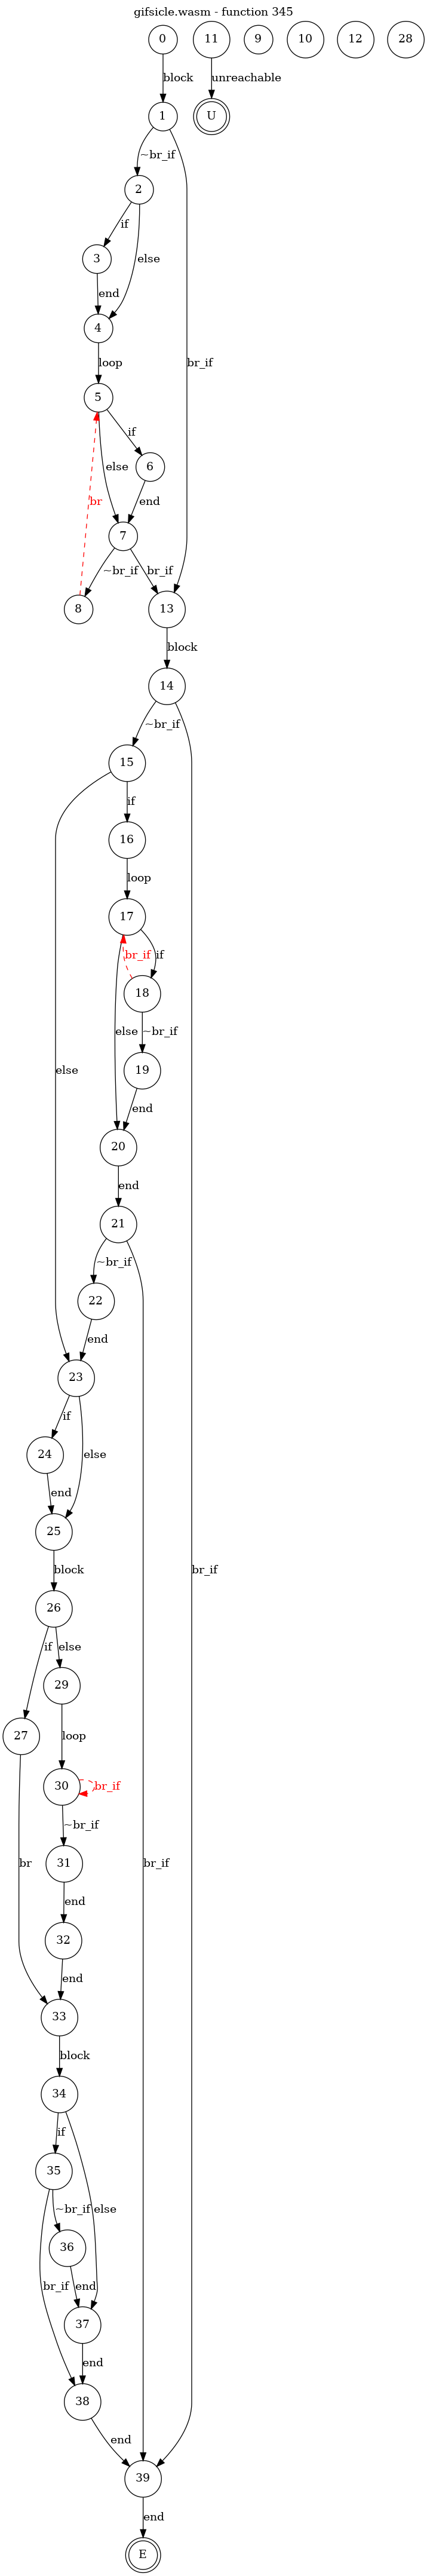 gifsicle.wasm - function 345
0 11 9 10 12 28
block unreachable
1 U
~br_if
2
if
3 else
end
4
loop br_if
5
if
6
else
br end
7
~br_if br_if
8 13
block
14
~br_if
15
if
16
loop
17
br_if if
18
else else ~br_if
19
end
20
end
21
~br_if
22
end
23
if
24 else
end
25
block br_if
26
if else
27 29
loop
30 br_if
~br_if
br br_if
31
end
32
end
33
block
34
if
35
~br_if else
36
br_if end
37
end
38
end
39
end
E